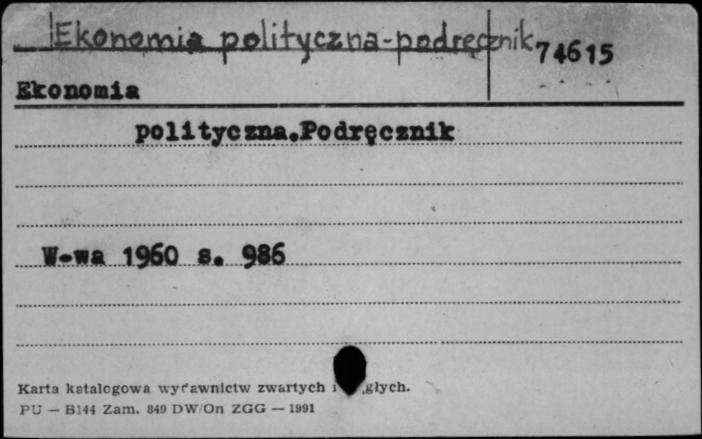 Ekonomia polityczna-podręcznik 74615
Ekonomia
polityczna.Podręcznik
W-wa 1960 s. 986
Karta katalogowa wydawnictw zwartych i głych.
PU — B144 Zam. 849 DW/On ZGG — 1991